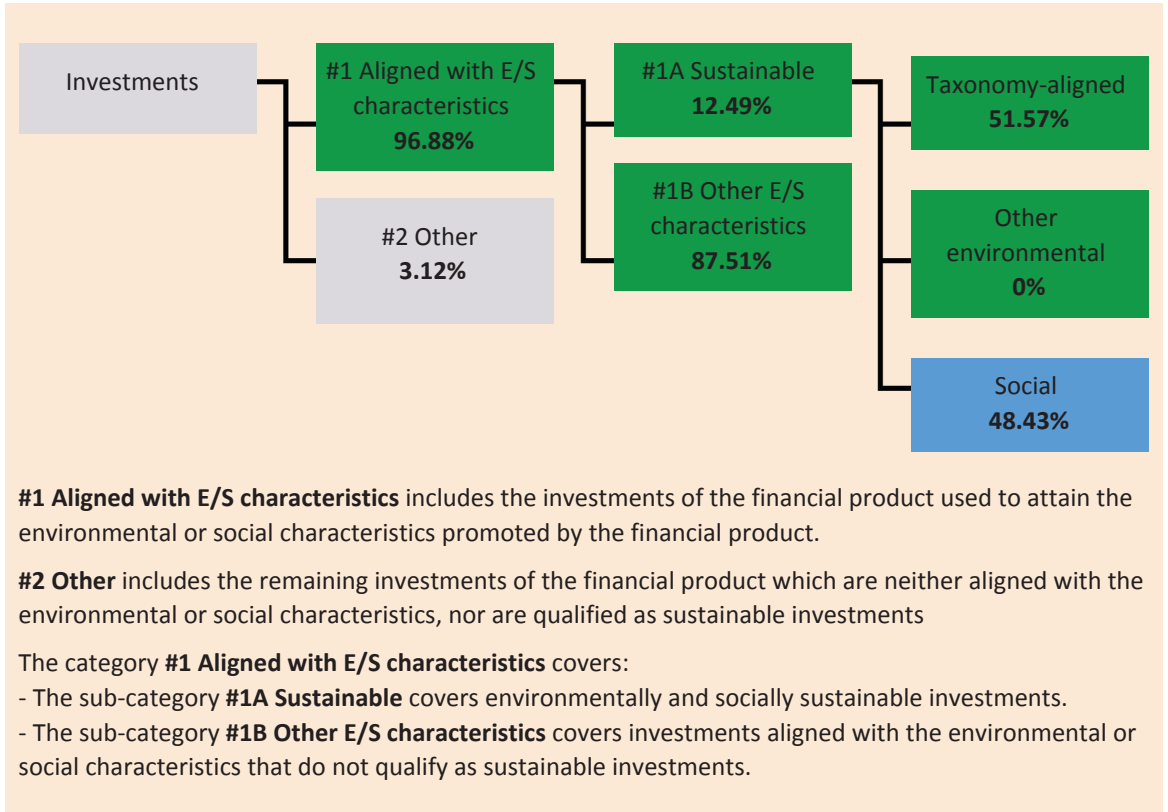 Investments
#1 Aligned with E/S
characteristics
96.88%
#2 Other
3.12%
#1A Sustainable
12.49%
#1B Other E/S
characteristics
87.51%
Taxonomy-aligned
51.57%
Other
environmental
0%
Social
48.43%
#1 Aligned with E/S characteristics includes the investments of the financial product used to attain the
environmental or social characteristics promoted by the financial product.
#2 Other includes the remaining investments of the financial product which are neither aligned with the
environmental or social characteristics, nor are qualified as sustainable investments
The category #1 Aligned with E/S characteristics covers:
- The sub-category #1A Sustainable covers environmentally and socially sustainable investments.
- The sub-category #1B Other E/S characteristics covers investments aligned with the environmental or
social characteristics that do not qualify as sustainable investments.